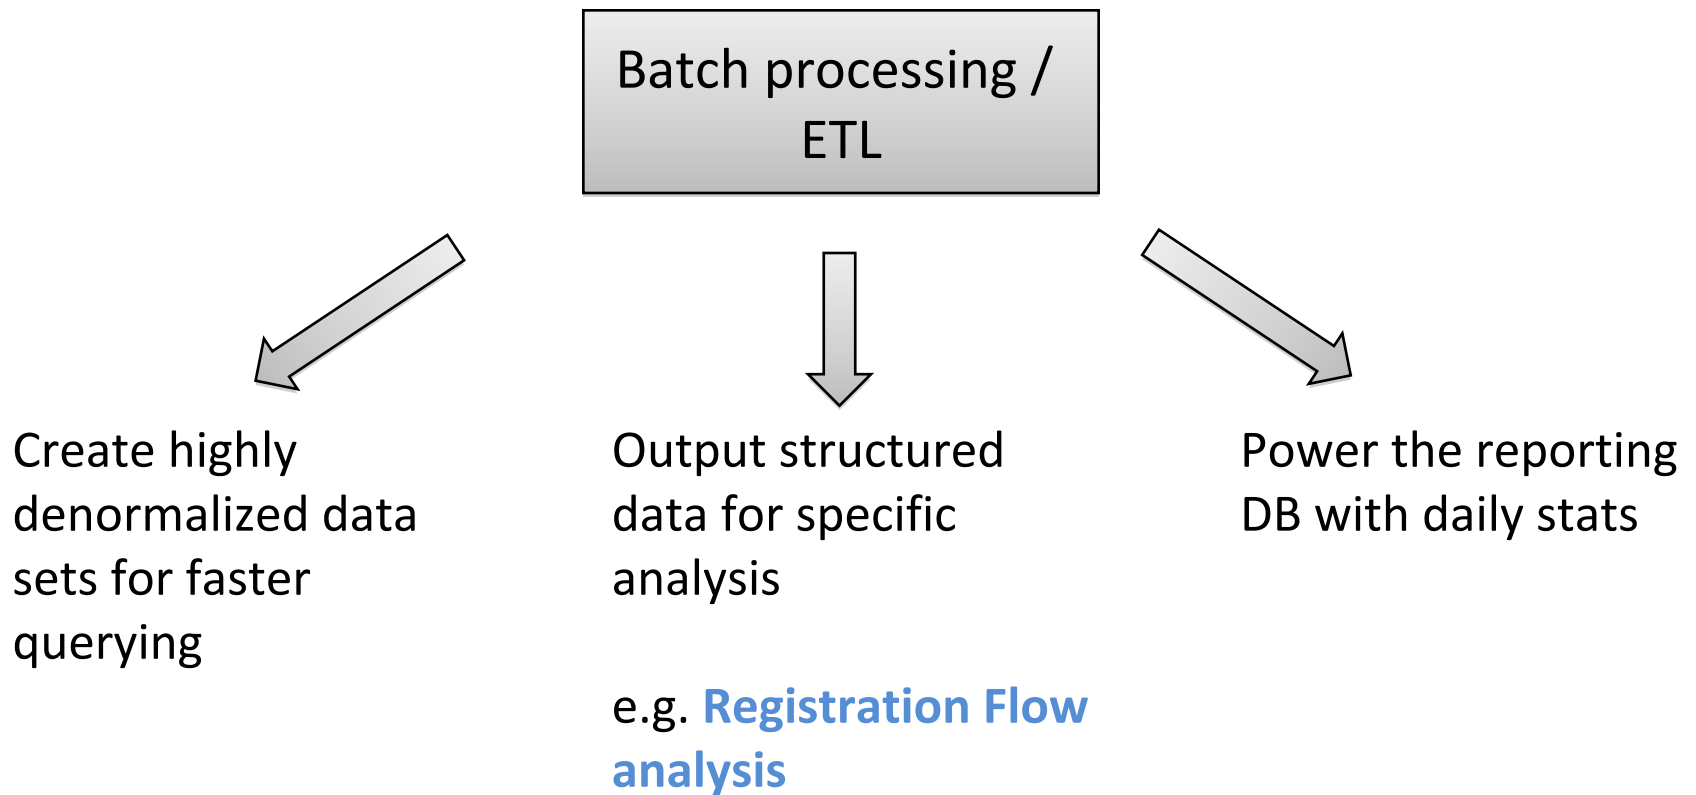 Batch processing /
ETL
Create highly
denormalized data
sets for faster
querying
Output structured
data for specific
analysis
e.g. Registration Flow
analysis
Power the reporting
DB with daily stats